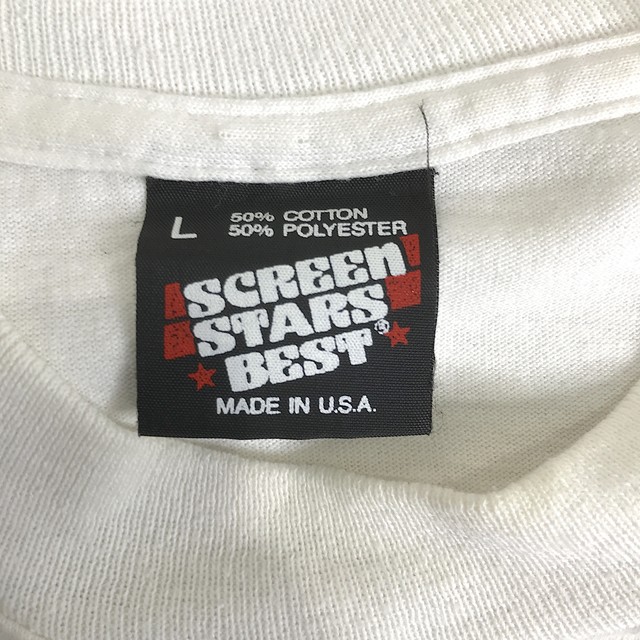 L
50% COTTON
50% POLYESTER
SCREEN
STARS
BEST®
MADE IN U.S.A.